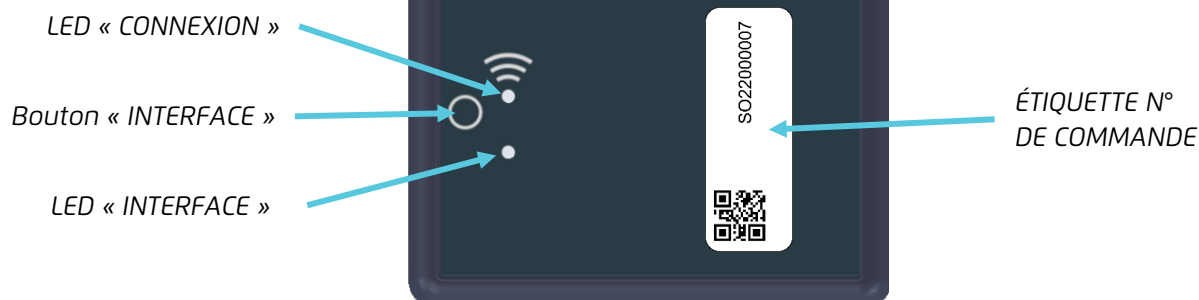 LED « CONNEXION »
Bouton « INTERFACE »
LED « INTERFACE »
SO22000007
ÉTIQUETTE N°
DE COMMANDE